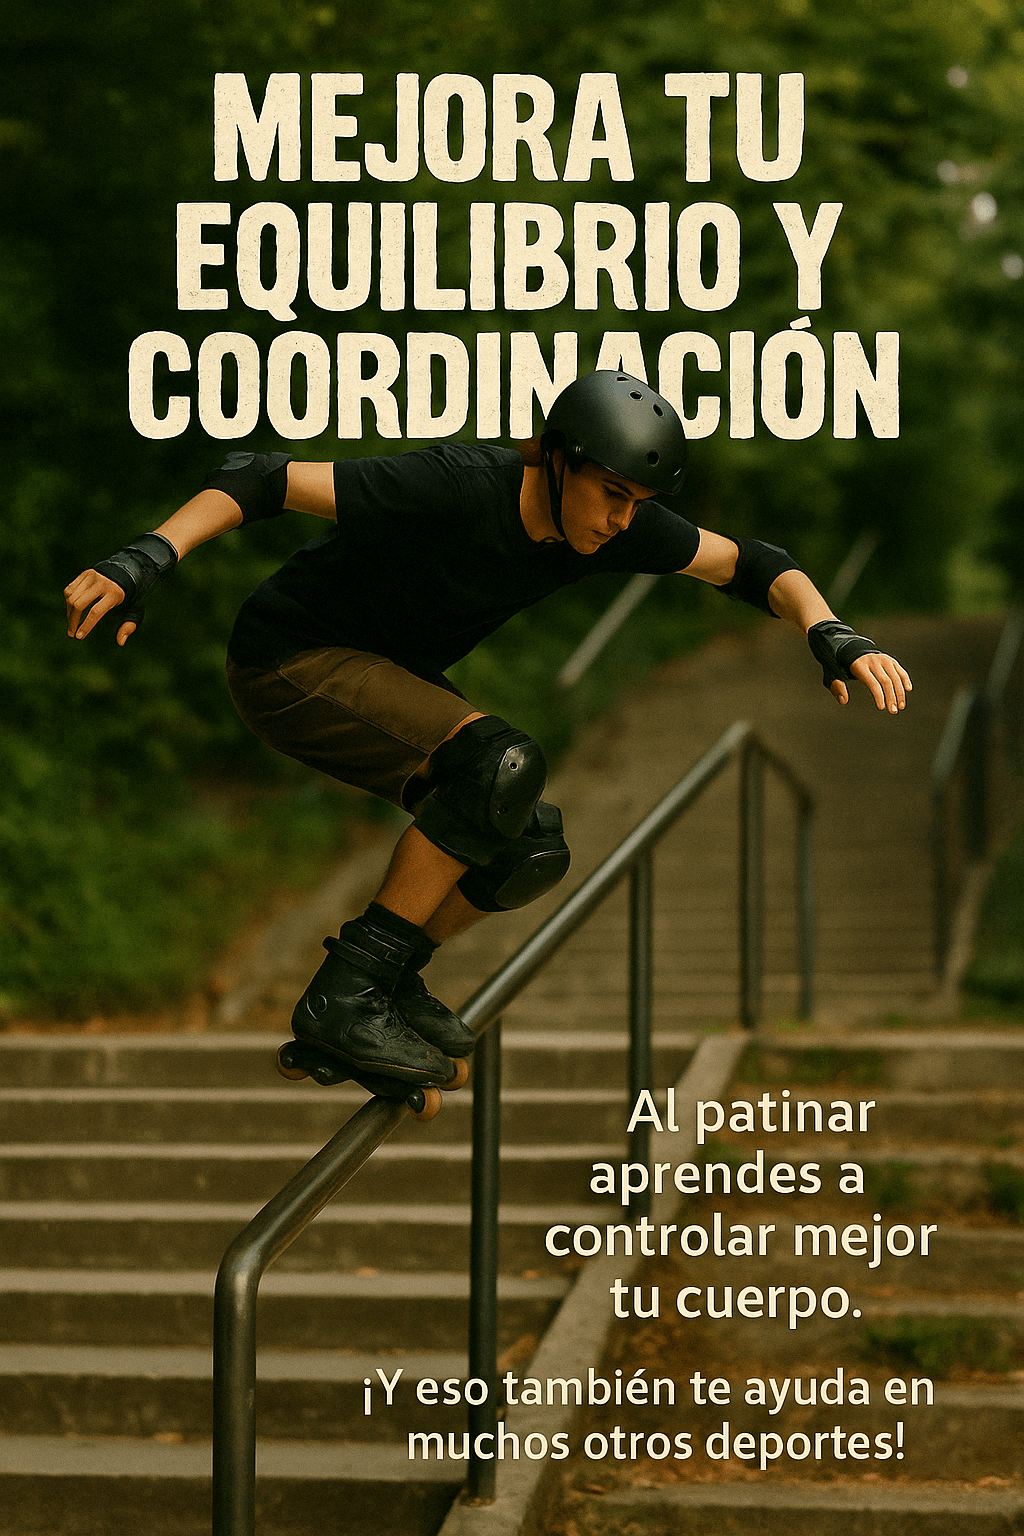 MEJORA TU
EQUILIBRIO Y
COORDINACIÓN
Al patinar
aprendes a
controlar mejor
tu cuerpo.
¡Y eso también te ayuda en
muchos otros deportes!